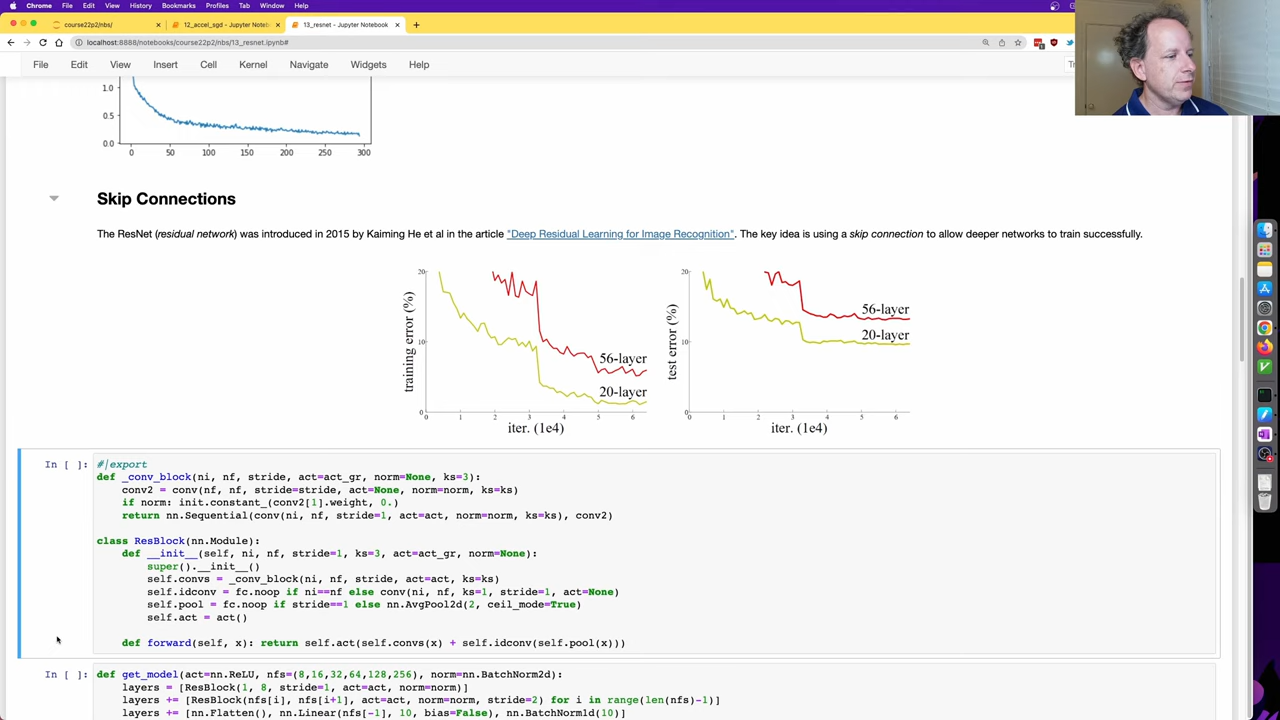 Chrome File Edit View History Bookmarks Profiles Tab Window Help
course22p2/nbs/
12_accel_sgd - Jupyter Noteb
13_resnet - Jupyter Notebook
localhost:8888/notebooks/course22p2/nbs/13_resnet.ipynb#
File Edit View Insert Cell Kernel Navigate Widgets Help
1.0
0.5
0.0
0 50 100 150 200 250 300
Skip Connections
The ResNet (residual network) was introduced in 2015 by Kaiming He et al in the article "Deep Residual Learning for Image Recognition". The key idea is using a skip connection to allow deeper networks to train successfully.
training error (%)
20
10
0
56-layer
20-layer
0 1 2 3 4 5 6
iter. (1e4)
test error (%)
20
10
0
56-layer
20-layer
0 1 2 3 4 5 6
iter. (1e4)
In [ ]:
#|export
def _conv_block(ni, nf, stride, act=act_gr, norm=None, ks=3):
conv2 = conv(nf, nf, stride=stride, act=None, norm=norm, ks=ks)
if norm: init.constant_(conv2[1].weight, 0.)
return nn.Sequential(conv(ni, nf, stride=1, act=act, norm=norm, ks=ks), conv2)
class ResBlock(nn.Module):
def __init__(self, ni, nf, stride=1, ks=3, act=act_gr, norm=None):
super().__init__()
self.convs = _conv_block(ni, nf, stride, act=act, ks=ks)
self.idconv = fc.noop if ni==nf else conv(ni, nf, ks=1, stride=1, act=None)
self.pool = fc.noop if stride==1 else nn.AvgPool2d(2, ceil_mode=True)
self.act = act()
def forward(self, x): return self.act(self.convs(x) + self.idconv(self.pool(x)))
In [ ]:
def get_model(act=nn.ReLU, nfs=(8,16,32,64,128,256), norm=nn.BatchNorm2d):
layers = [ResBlock(1, 8, stride=1, act=act, norm=norm)]
layers += [ResBlock(nfs[i], nfs[i+1], act=act, norm=norm, stride=2) for i in range(len(nfs)-1)]
layers += [nn.Flatten(), nn.Linear(nfs[-1], 10, bias=False), nn.BatchNorm1d(10)]